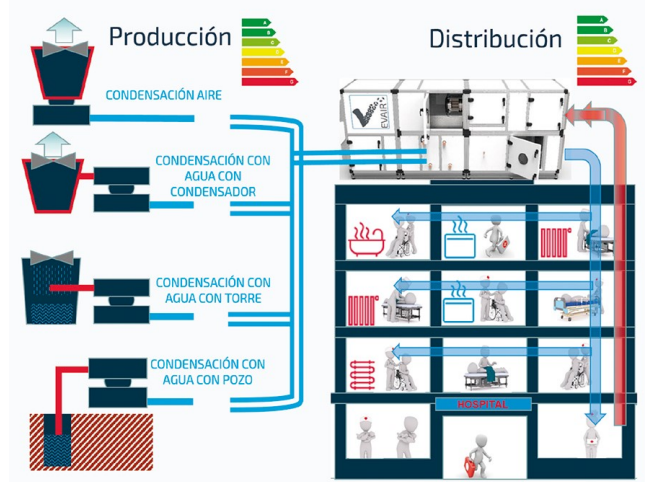 Producción
A
B
C
D
E
F
G
CONDENSACIÓN AIRE
CONDENSACIÓN CON
AGUA CON
CONDENSADOR
CONDENSACIÓN CON
AGUA CON TORRE
CONDENSACIÓN CON
AGUA CON POZO
Distribución
A
B
C
D
E
F
G
EVAIR
HOSPITAL